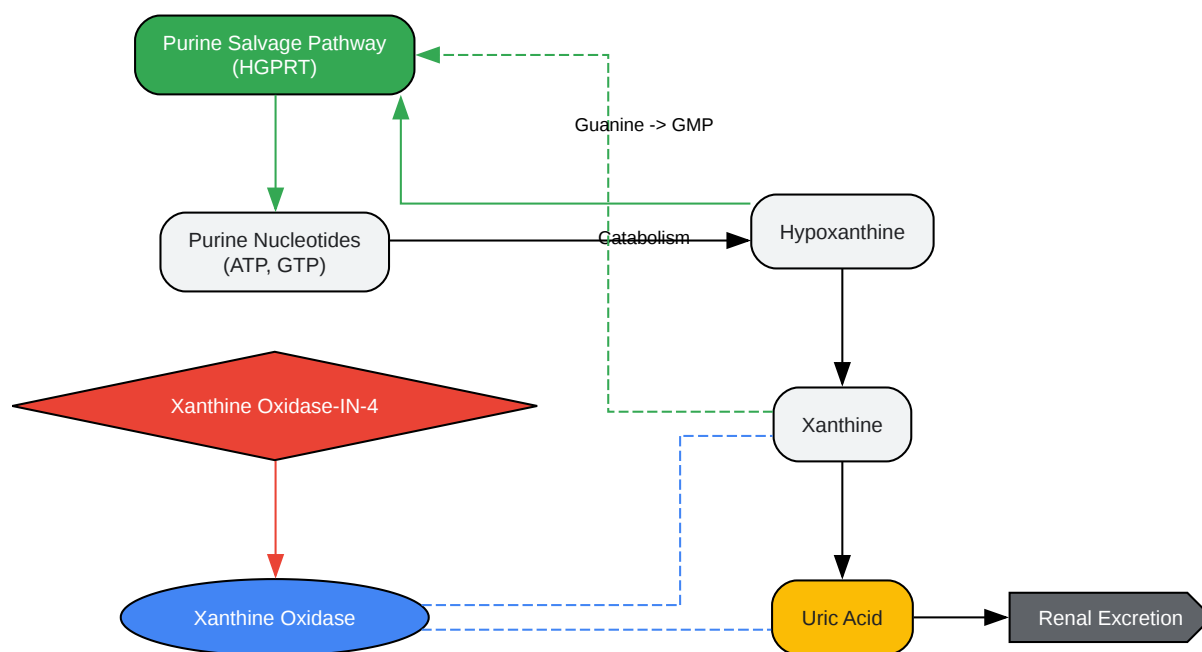 Purine Salvage Pathway
(HGPRT)
Guanine -> GMP
Purine Nucleotides
(ATP, GTP)
Catabolism
Hypoxanthine
Xanthine Oxidase-IN-4
Xanthine
Xanthine Oxidase
Uric Acid
Renal Excretion